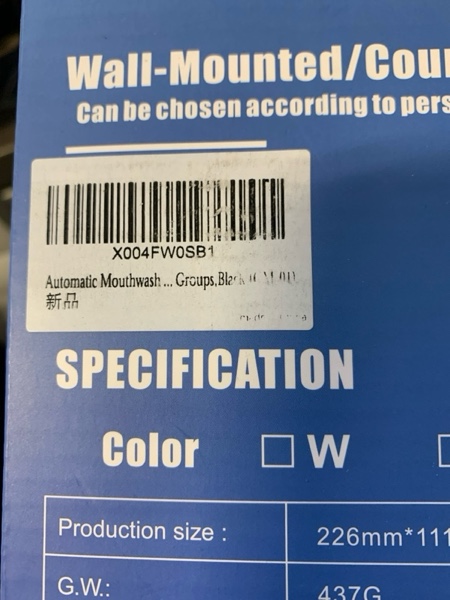 Wall-Mounted/Cour
Can be chosen according to pers
X004FW0SB1
Automatic Mouthwash ... Groups,Black
新品
SPECIFICATION
Color W
Production size : 226mm*111
G.W.: 437G